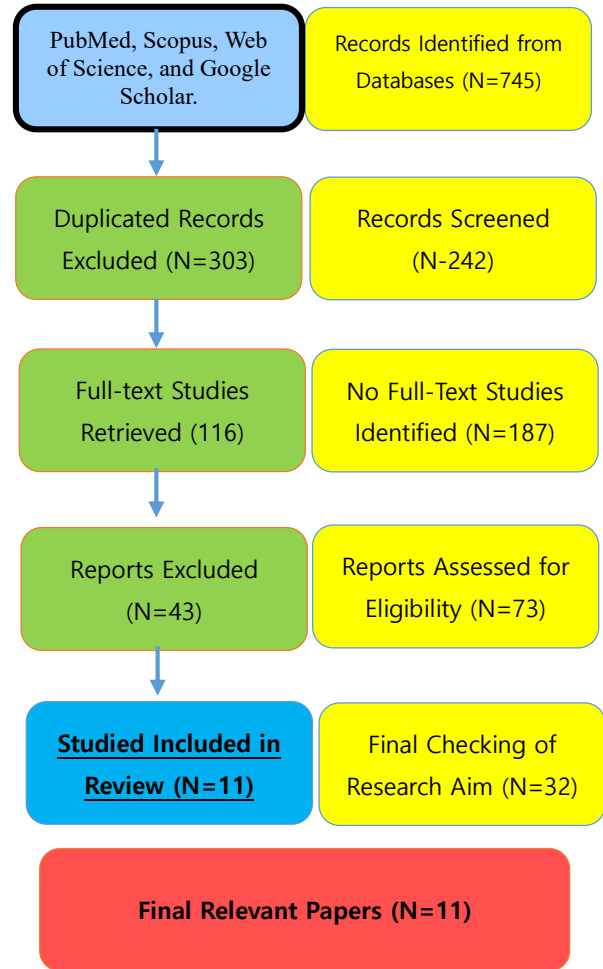 PubMed, Scopus, Web
of Science, and Google
Scholar.
Records Identified from
Databases (N=745)
Duplicated Records
Excluded (N=303)
Records Screened
(N-242)
Full-text Studies
Retrieved (116)
No Full-Text Studies
Identified (N=187)
Reports Excluded
(N=43)
Reports Assessed for
Eligibility (N=73)
Studied Included in
Review (N=11)
Final Checking of
Research Aim (N=32)
Final Relevant Papers (N=11)